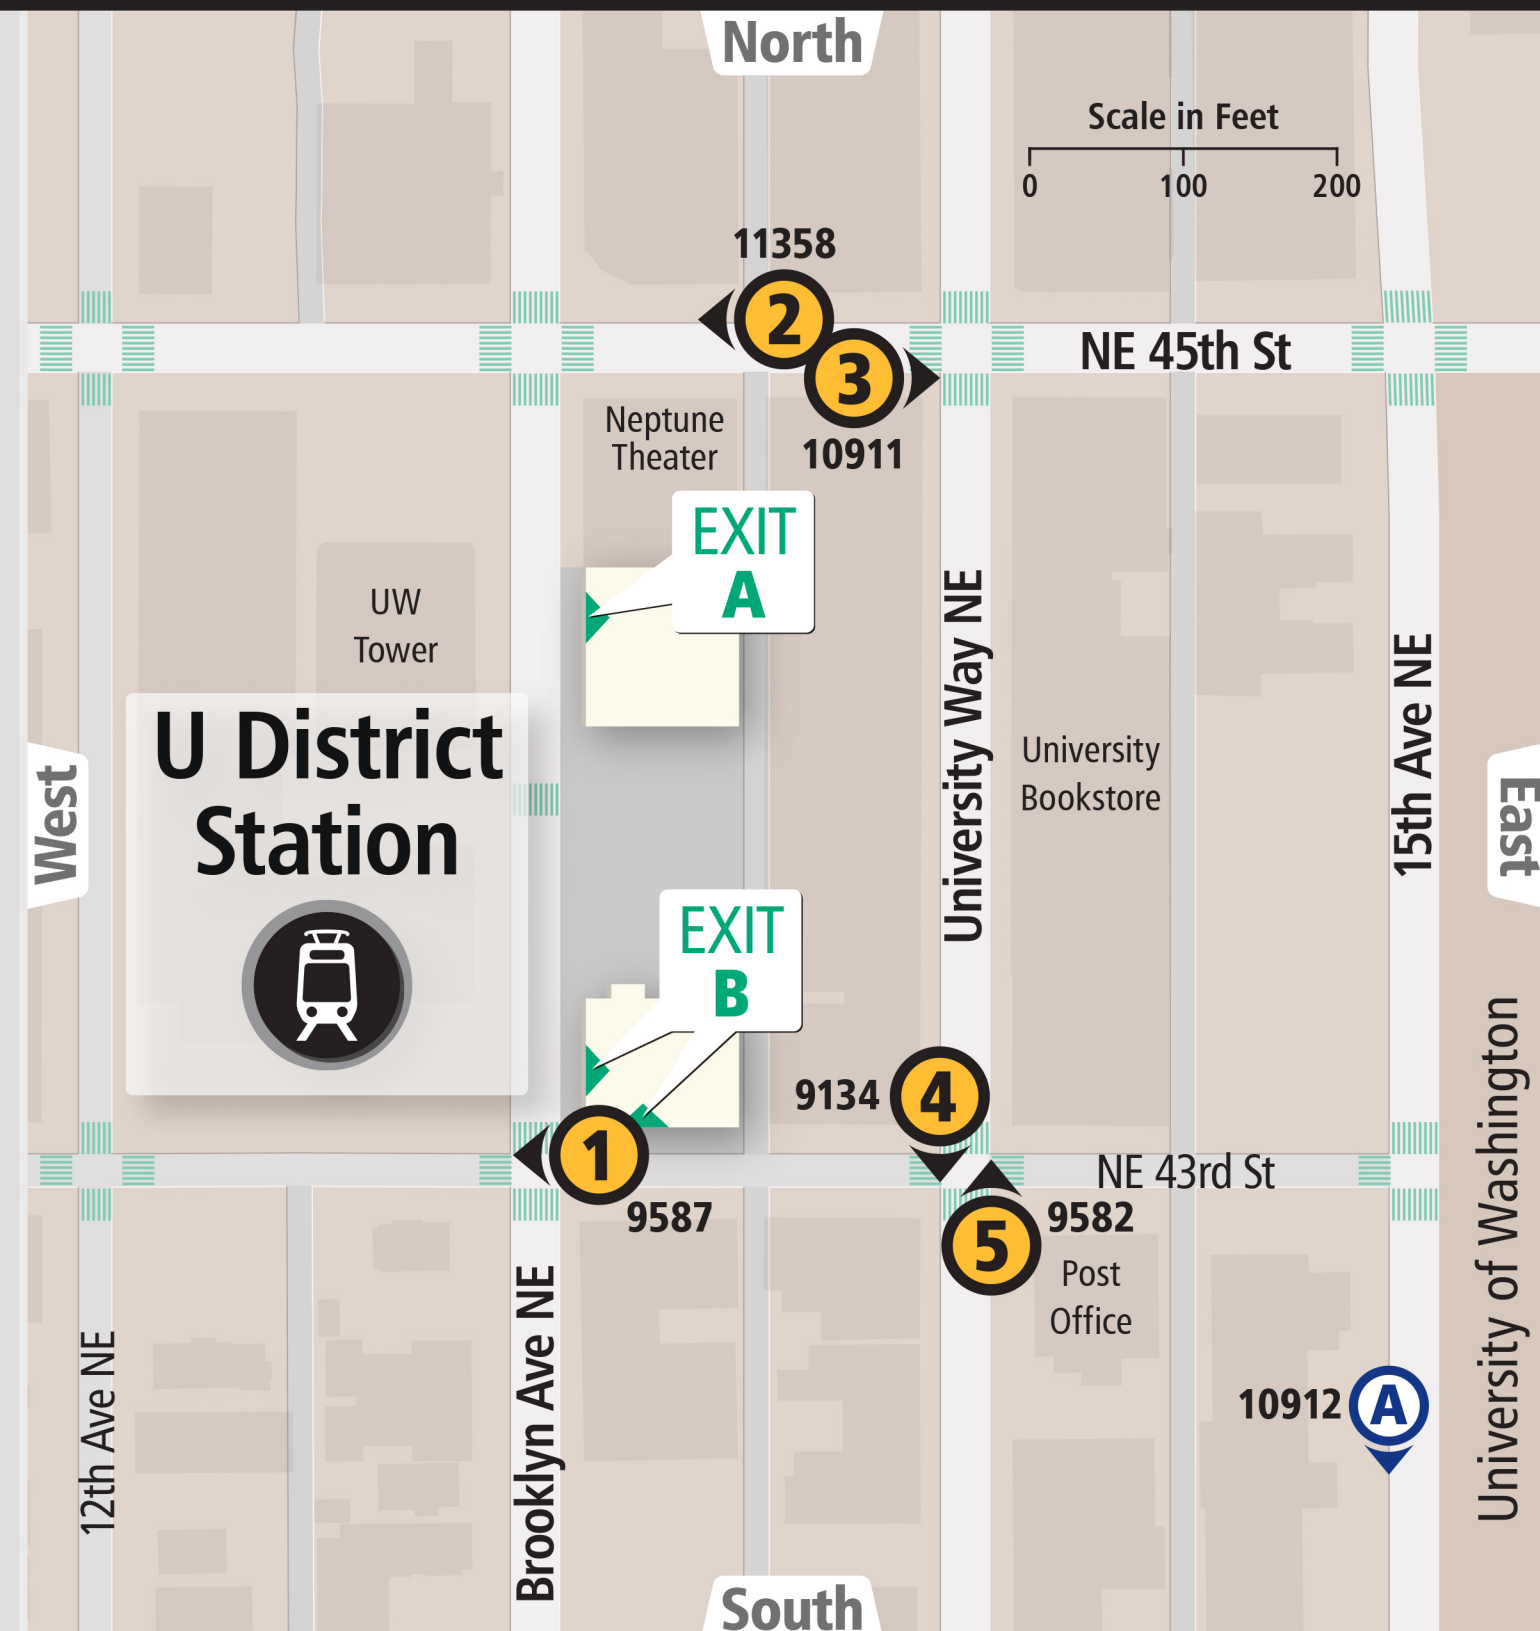 North
Scale in Feet
0 100 200
11358
2
NE 45th St
3
10911
Neptune
Theater
EXIT
A
UW
Tower
U District
Station
West
University Way NE
University
Bookstore
15th Ave NE
East
EXIT
B
9134 4
1
9587
NE 43rd St
9582
5
Post
Office
12th Ave NE
Brooklyn Ave NE
10912 A
University of Washington
South